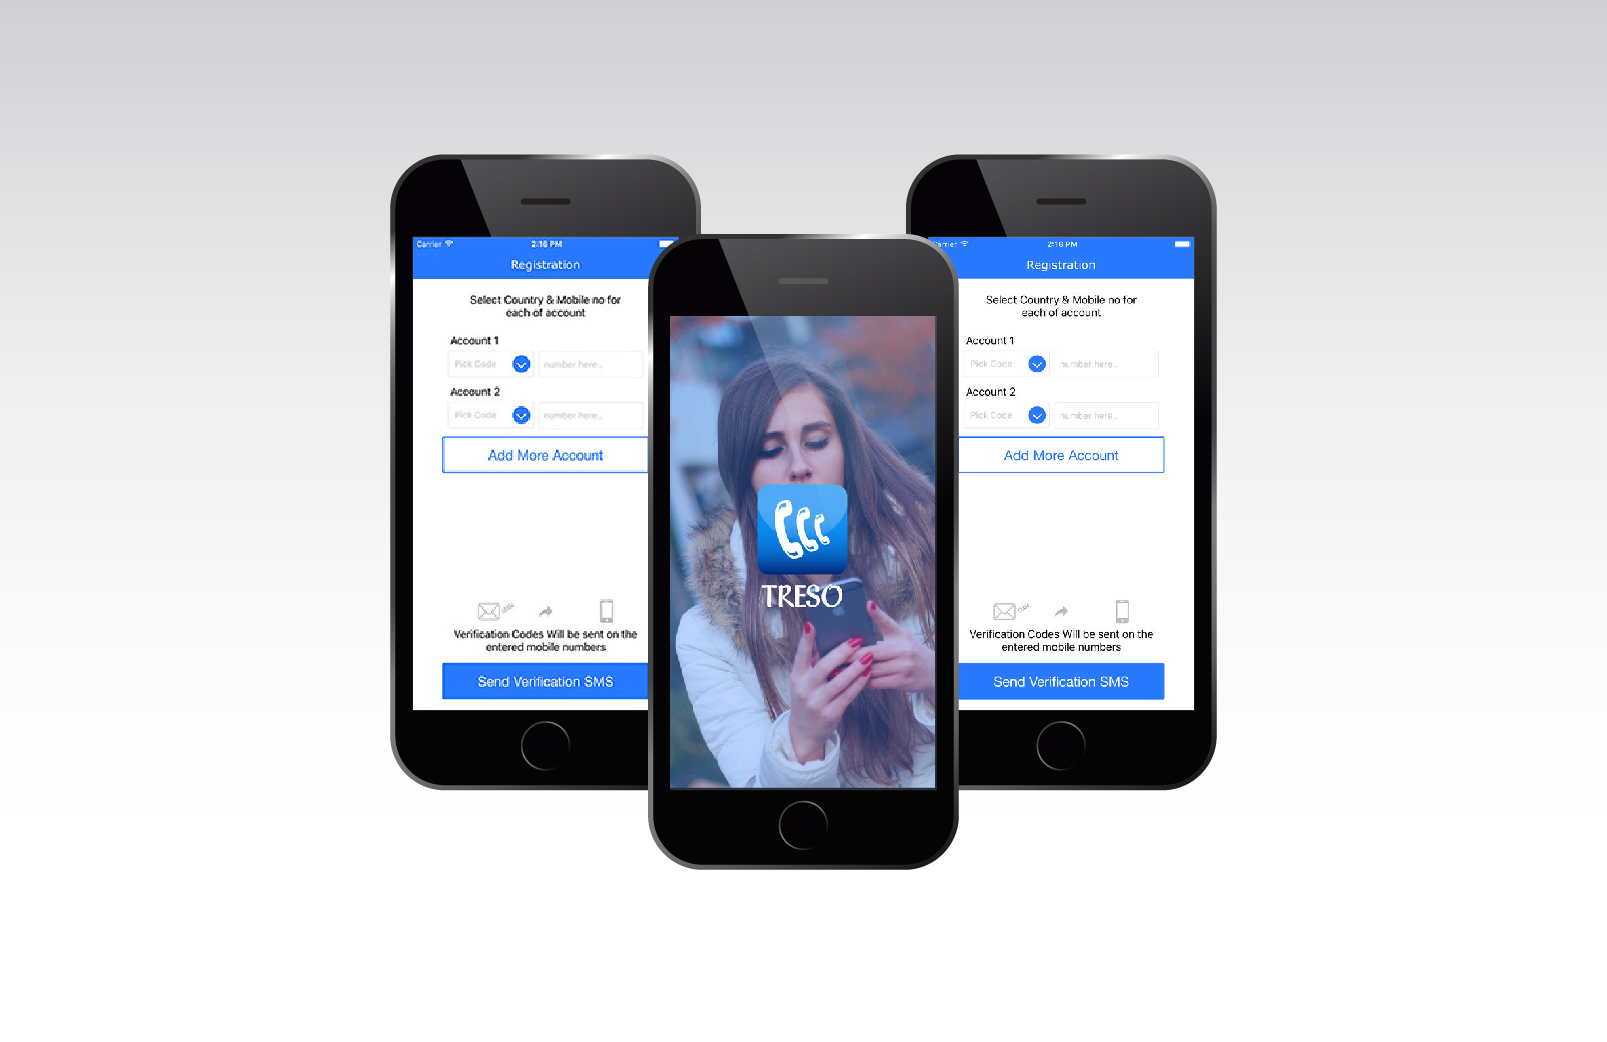 Carrier
2:16 PM
Registration
Select Country & Mobile no for
each of account
Account 1
Pick Code
number here..
Account 2
Pick Code
number here..
Add More Account
Verification Codes Will be sent on the
entered mobile numbers
Send Verification SMS
TRESO
2:16 PM
Registration
Select Country & Mobile no for
each of account
Account 1
Pick Code
number here..
Account 2
Pick Code
number here..
Add More Account
Verification Codes Will be sent on the
entered mobile numbers
Send Verification SMS